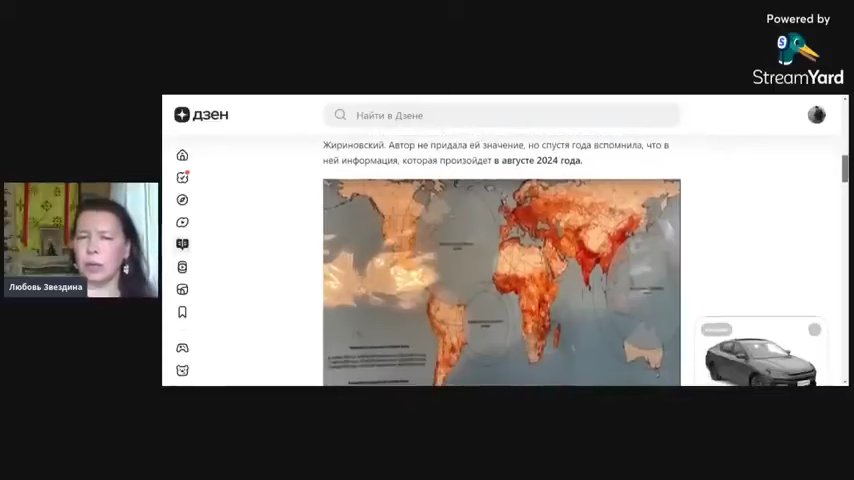 Powered by
StreamYard
дзен
Найти в Дзене
Жириновский. Автор не придала ей значение, но спустя года вспомнила, что в
ней информация, которая произойдет в августе 2024 года.
Любовь Звездина